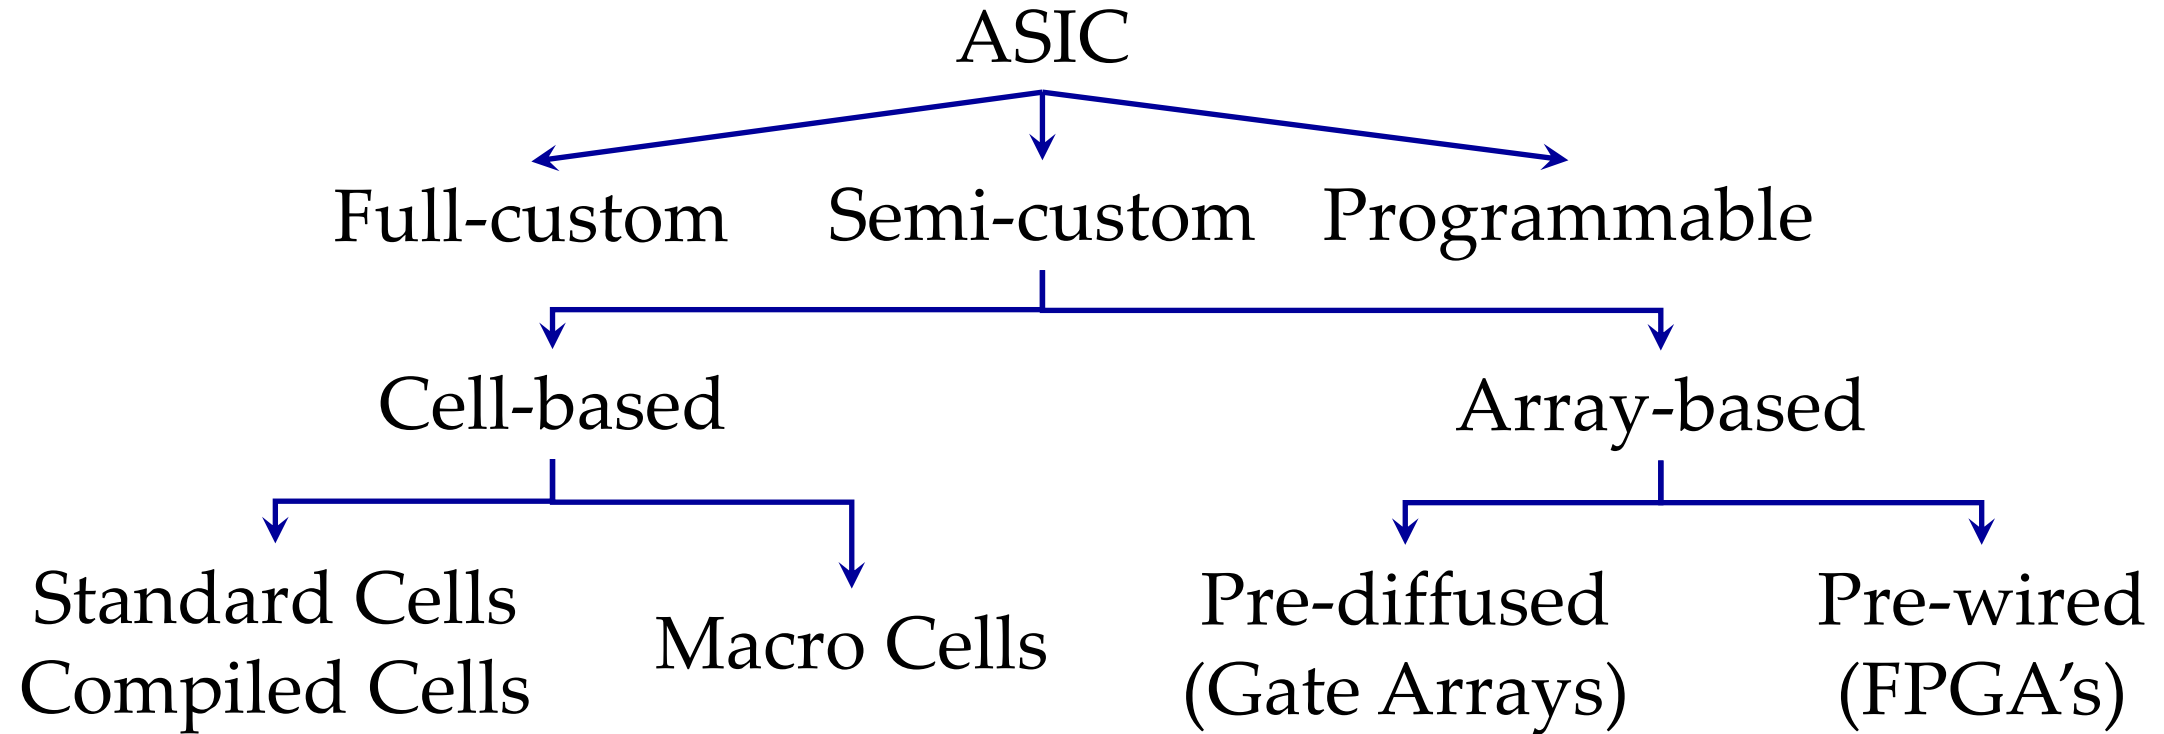 ASIC
Full-custom Semi-custom Programmable
Cell-based Array-based
Standard Cells
Compiled Cells
Macro Cells
Pre-diffused
(Gate Arrays)
Pre-wired
(FPGA’s)